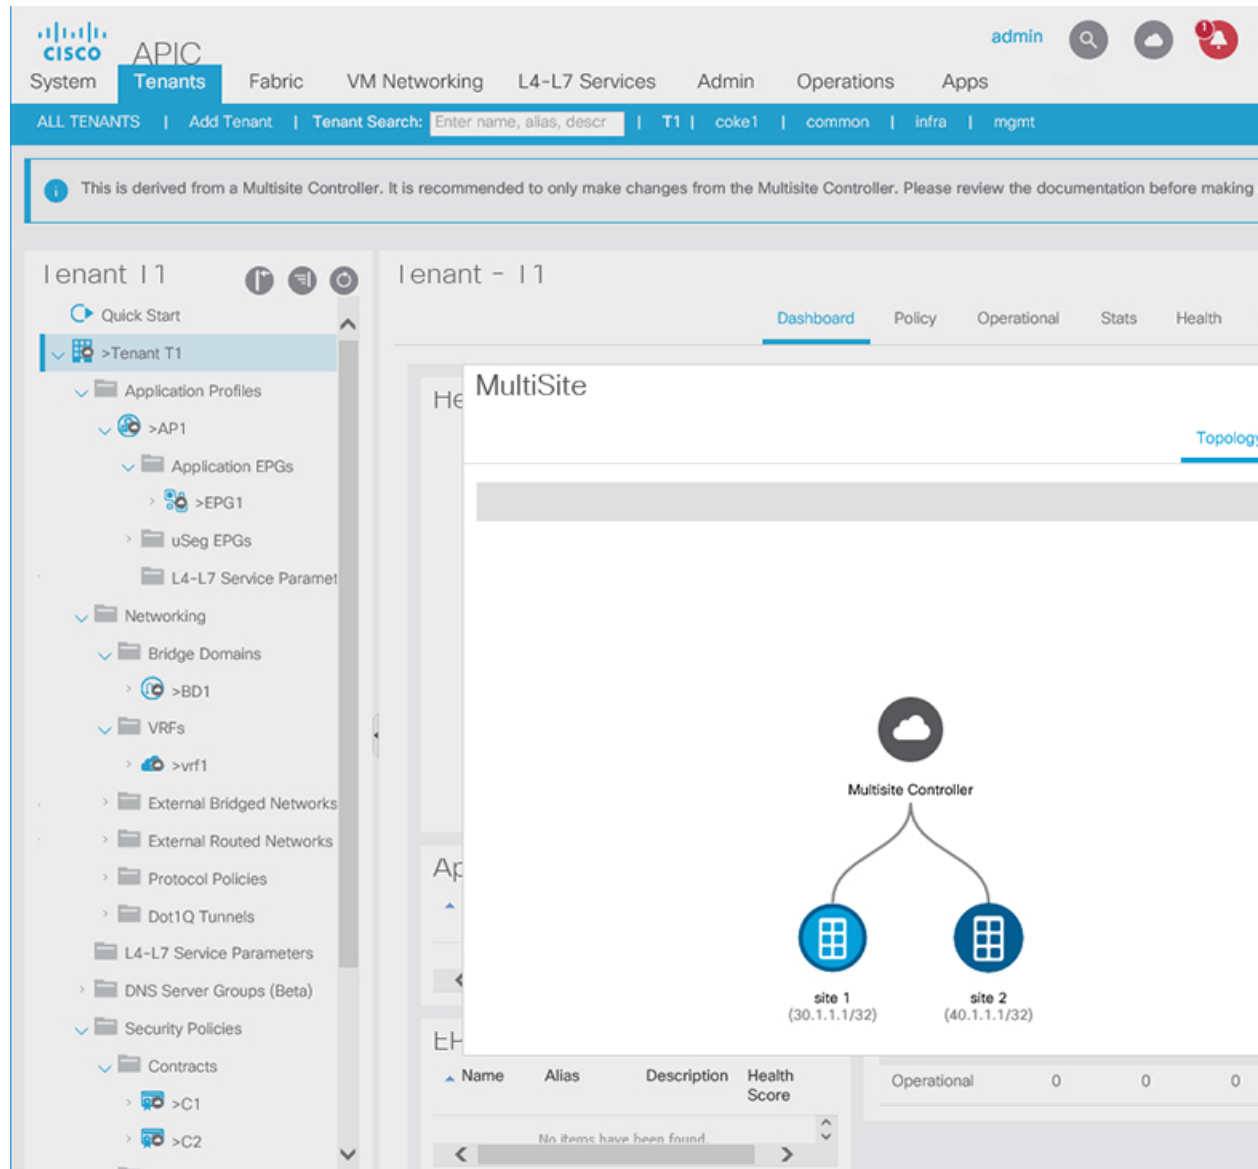 CISCO APIC
admin
1
System Tenants Fabric VM Networking L4-L7 Services Admin Operations Apps
ALL TENANTS | Add Tenant | Tenant Search: Enter name, alias, descr | T1 | coke1 | common | infra | mgmt
This is derived from a Multisite Controller. It is recommended to only make changes from the Multisite Controller. Please review the documentation before making
Tenant T1
Quick Start
>Tenant T1
Application Profiles
>AP1
Application EPGs
>EPG1
uSeg EPGs
L4-L7 Service Paramet
Networking
Bridge Domains
>BD1
VRFs
>vrf1
External Bridged Networks
External Routed Networks
Protocol Policies
Dot1Q Tunnels
L4-L7 Service Parameters
DNS Server Groups (Beta)
Security Policies
Contracts
>C1
>C2
Tenant - T1
Dashboard Policy Operational Stats Health
He
MultiSite
Topology
Multisite Controller
site 1
(30.1.1.1/32)
site 2
(40.1.1.1/32)
Ap
EP
Name Alias Description Health Score
No items have been found.
Operational 0 0 0